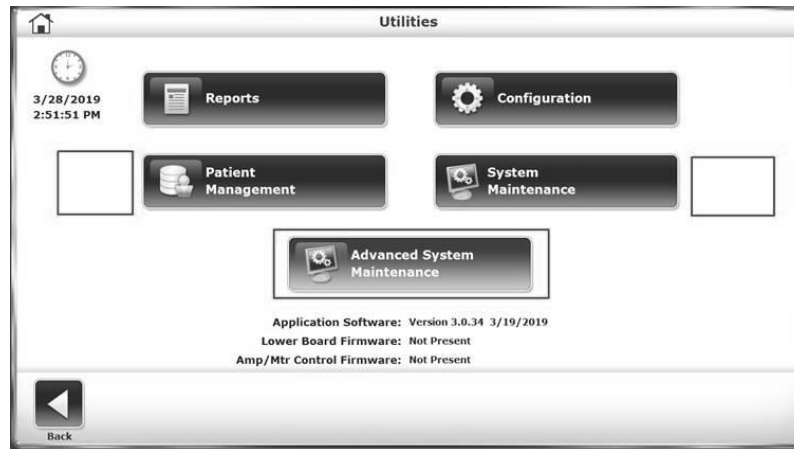 Utilities
3/28/2019
2:51:51 PM
Reports
Configuration
Patient
Management
System
Maintenance
Advanced System
Maintenance
Application Software: Version 3.0.34 3/19/2019
Lower Board Firmware: Not Present
Amp/Mtr Control Firmware: Not Present
Back